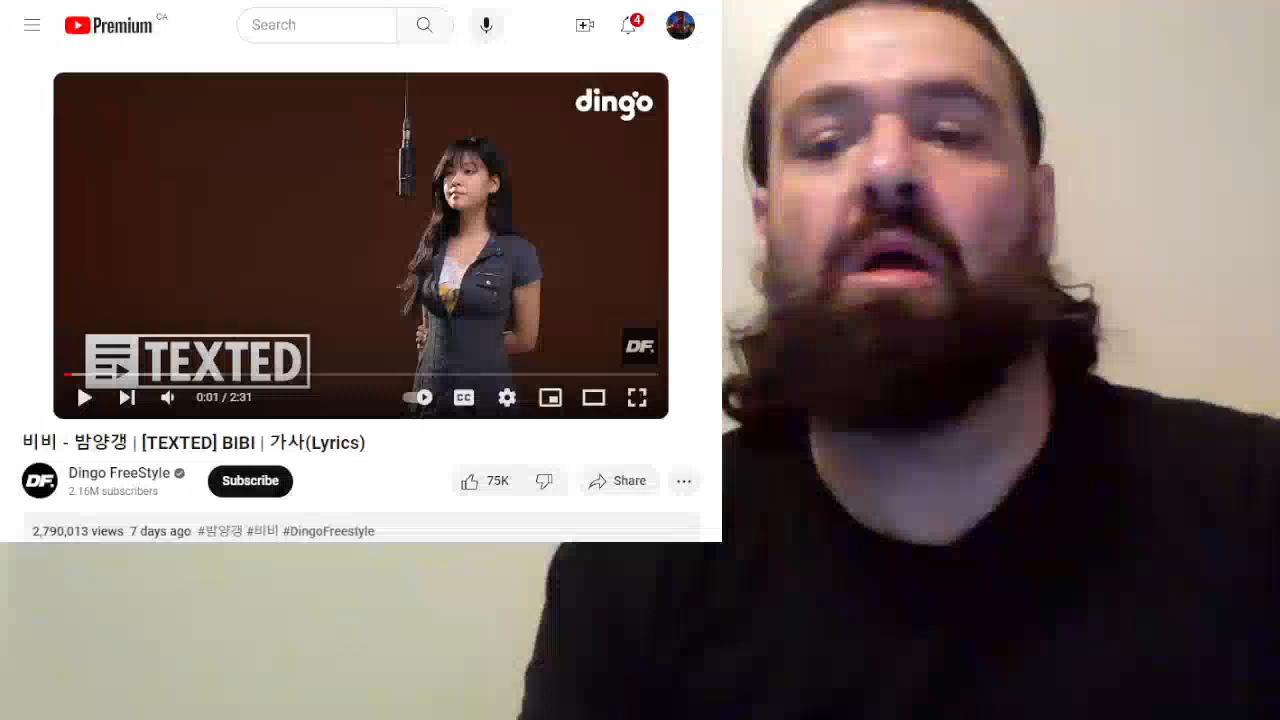 Premium CA
Search
4
dingo
DF.
TEXTED
0:01 / 2:31
CC
비비 - 밤양갱 | [TEXTED] BIBI | 가사(Lyrics)
DF.
Dingo FreeStyle
2.16M subscribers
Subscribe
75K
Share
2,790,013 views 7 days ago #밤양갱 #비비 #DingoFreestyle